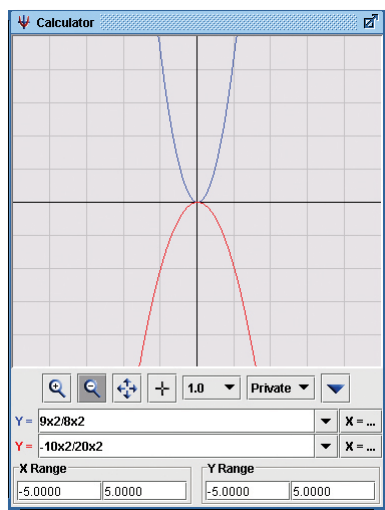 Calculator
1.0 Private
Y = 9x2/8x2 X = ...
Y = -10x2/20x2 X = ...
X Range Y Range
-5.0000 5.0000 -5.0000 5.0000